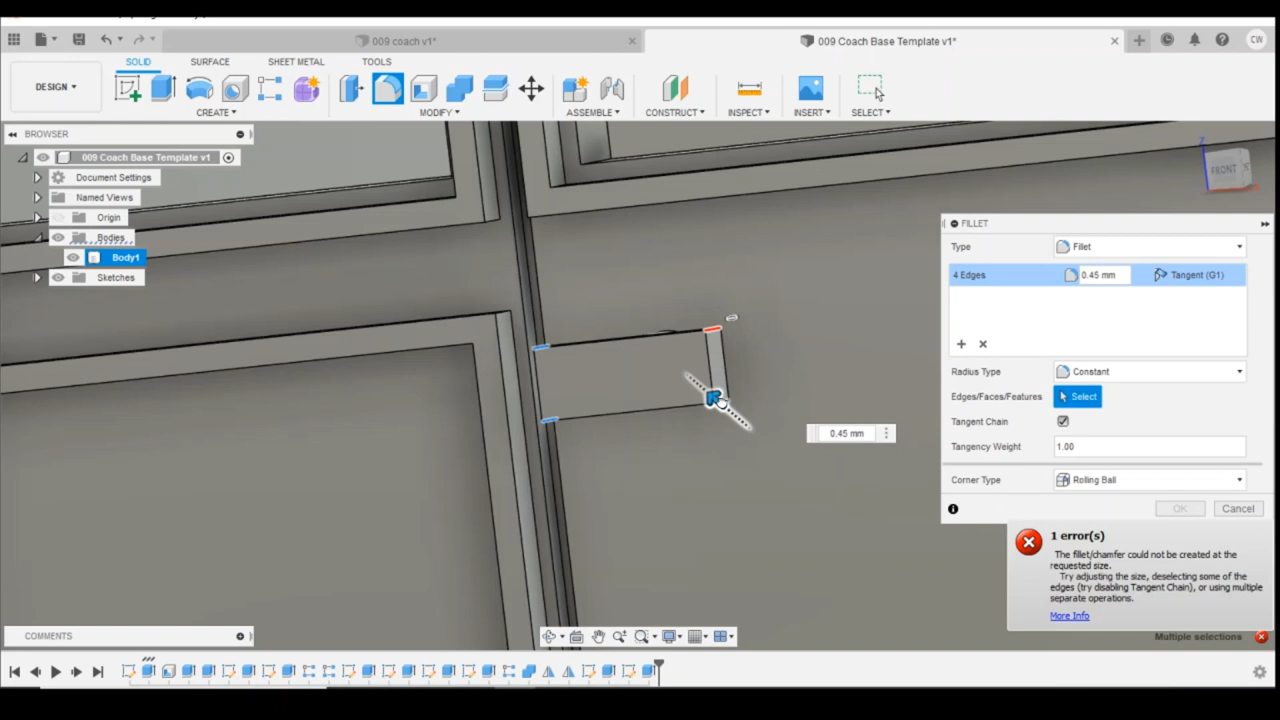 009 coach v1*
009 Coach Base Template v1*
CW
DESIGN
SOLID
SURFACE
SHEET METAL
TOOLS
CREATE
MODIFY
ASSEMBLE
CONSTRUCT
INSPECT
INSERT
SELECT
BROWSER
009 Coach Base Template v1
Document Settings
Named Views
Origin
Bodies
Body1
Sketches
Z
FRONT
FILLET
Type
Fillet
4 Edges
0.45 mm
Tangent (G1)
Radius Type
Constant
Edges/Faces/Features
Select
Tangent Chain
Tangency Weight
1.00
Corner Type
Rolling Ball
OK
Cancel
0.45 mm
1 error(s)
The fillet/chamfer could not be created at the
requested size.
Try adjusting the size, deselecting some of the
edges (try disabling Tangent Chain), or using multiple
separate operations.
More Info
Multiple selections
COMMENTS